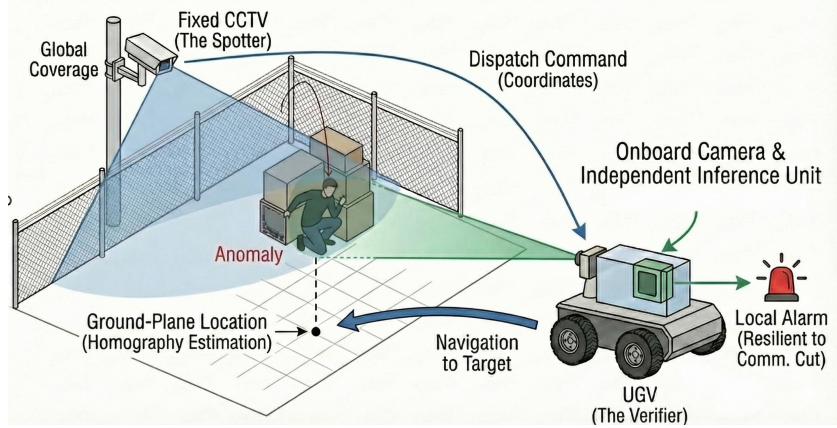 Fixed CCTV
(The Spotter)
Global
Coverage
Dispatch Command
(Coordinates)
Onboard Camera &
Independent Inference Unit
Anomaly
Ground-Plane Location
(Homography Estimation)
Navigation
to Target
Local Alarm
(Resilient to
Comm. Cut)
UGV
(The Verifier)